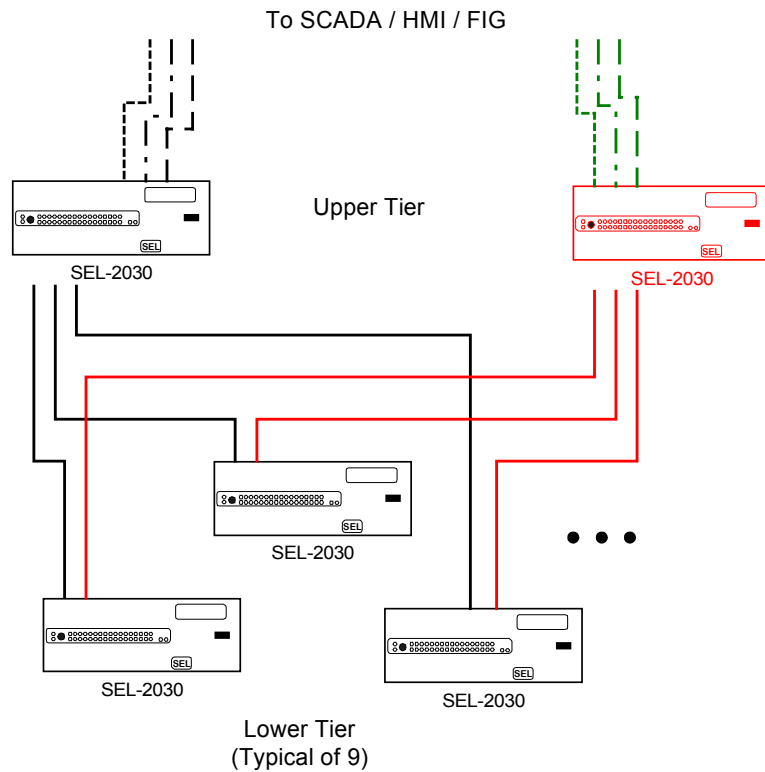 To SCADA / HMI / FIG
Upper Tier
SEL
SEL-2030
SEL
SEL-2030
SEL
SEL-2030
SEL
SEL-2030
SEL
SEL-2030
Lower Tier
(Typical of 9)